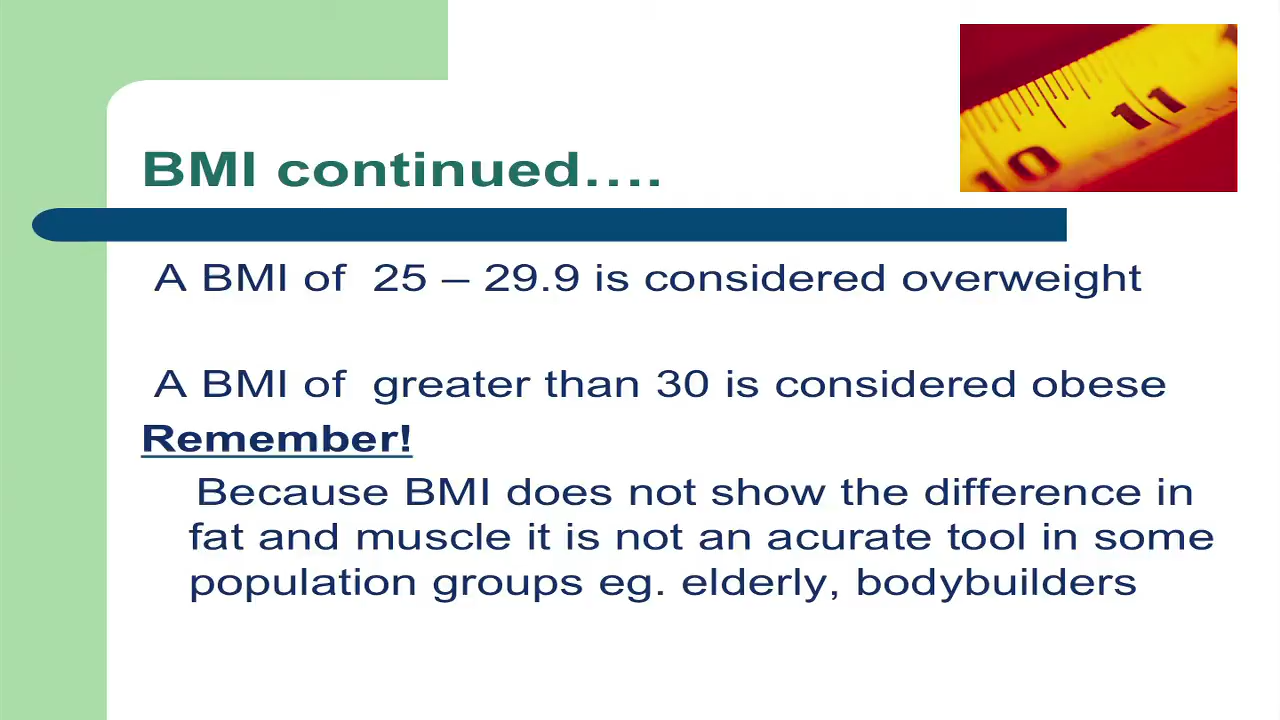 BMI continued....
A BMI of  25 – 29.9 is considered overweight
A BMI of  greater than 30 is considered obese
Remember!
Because BMI does not show the difference in
fat and muscle it is not an acurate tool in some
population groups eg. elderly, bodybuilders
10 11